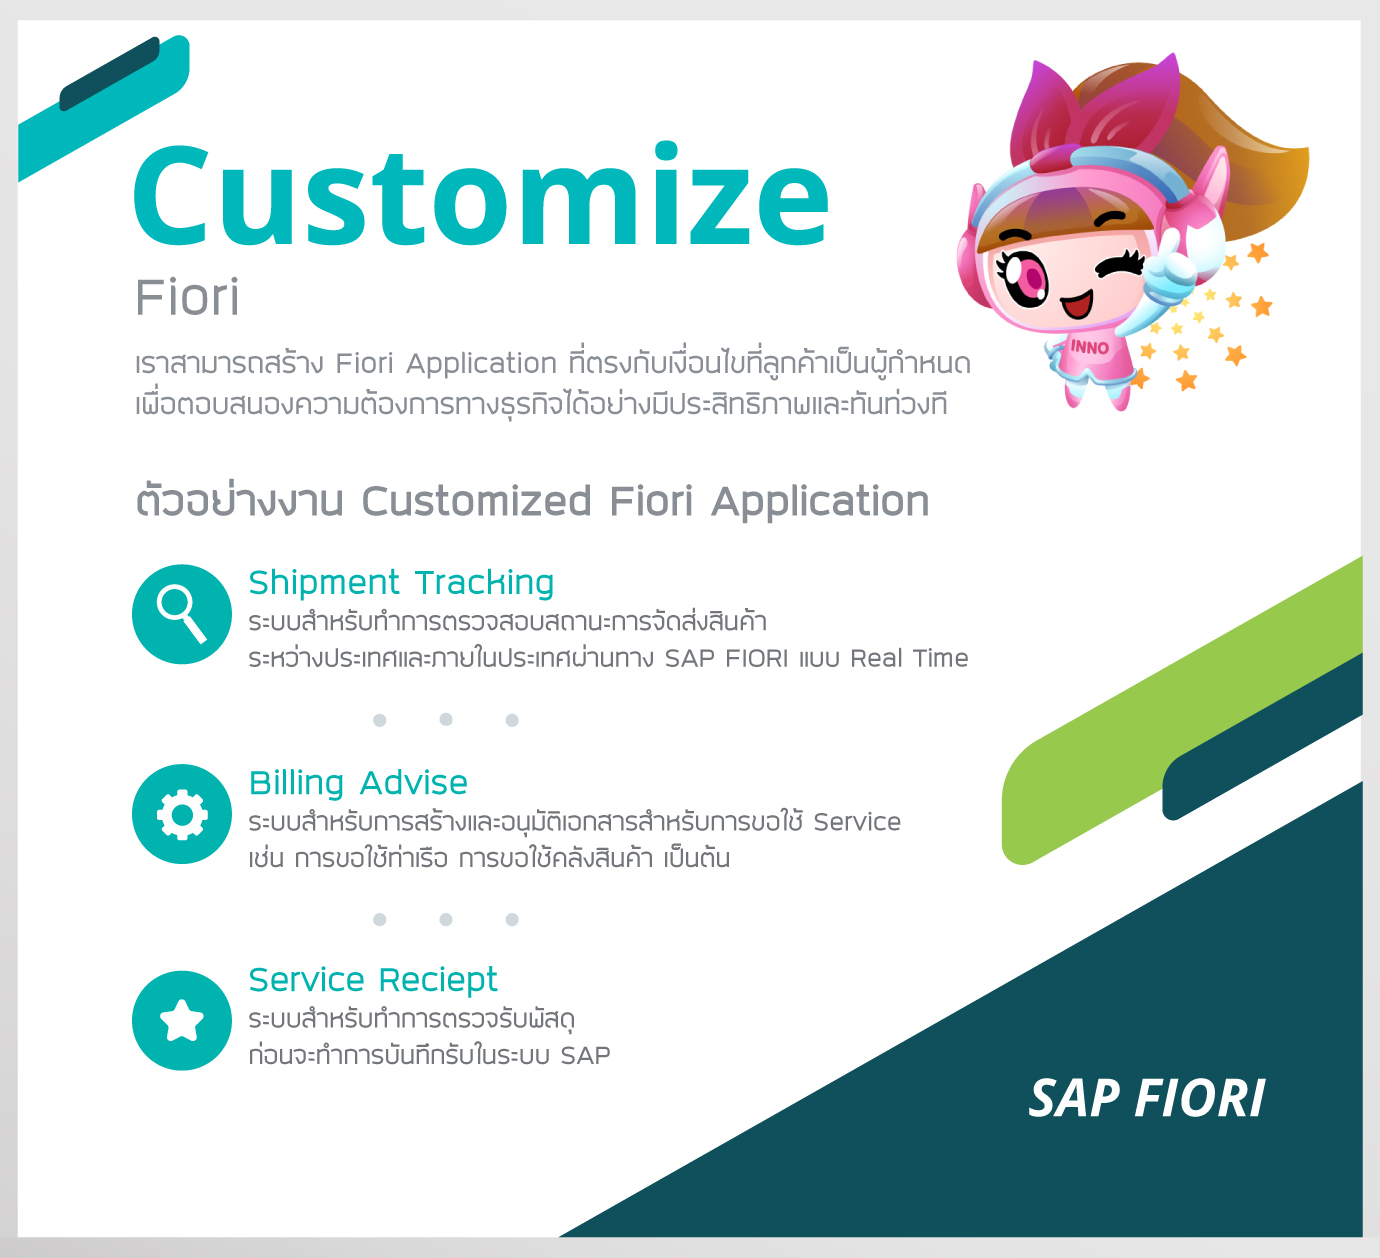 Customize
Fiori
เราสามารถสร้าง Fiori Application ที่ตรงกับเงื่อนไขที่ลูกค้าเป็นผู้กำหนด
เพื่อตอบสนองความต้องการทางธุรกิจได้อย่างมีประสิทธิภาพและทันท่วงที
INNO
ตัวอย่างงาน Customized Fiori Application
Shipment Tracking
ระบบสำหรับทำการตรวจสอบสถานะการจัดส่งสินค้า
ระหว่างประเทศและภายในประเทศผ่านทาง SAP FIORI แบบ Real Time
Billing Advise
ระบบสำหรับการสร้างและอนุมัติเอกสารสำหรับการขอใช้ Service
เช่น การขอใช้ท่าเรือ การขอใช้คลังสินค้า เป็นต้น
Service Reciept
ระบบสำหรับทำการตรวจรับพัสดุ
ก่อนจะทำการบันทึกรับในระบบ SAP
SAP FIORI